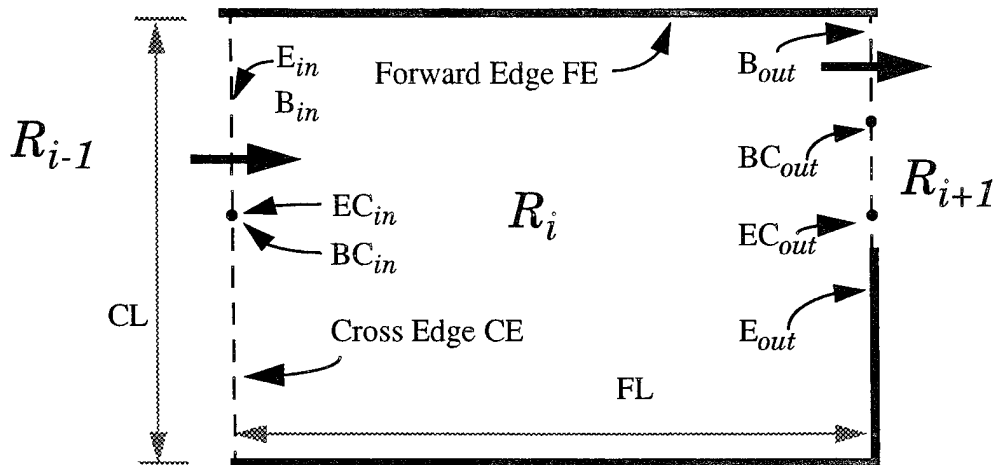 E_in
B_in
Forward Edge FE
B_out
R_i-1
EC_in
BC_in
R_i
BC_out
R_i+1
EC_out
CL
Cross Edge CE
E_out
FL